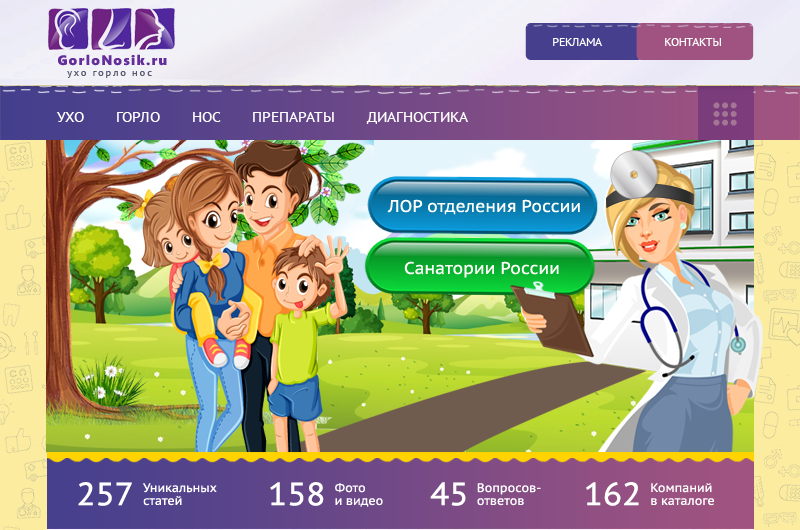 GorloNosik.ru
ухо горло нос
РЕКЛАМА
КОНТАКТЫ
УХО ГОРЛО НОС ПРЕПАРАТЫ ДИАГНОСТИКА
ЛОР отделения России
Санатории России
257 Уникальных
статей
158 Фото
и видео
45 Вопросов-
ответов
162 Компаний
в каталоге